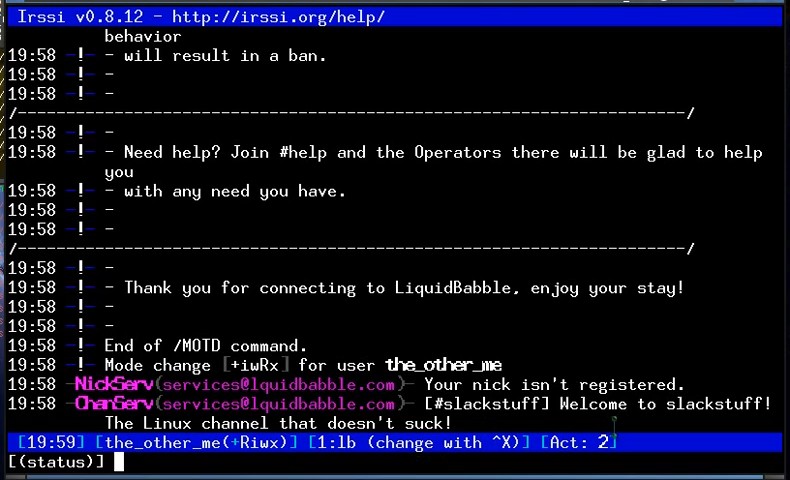 Irssi v0.8.12 - http://irssi.org/help/
behavior
19:58 -!- - will result in a ban.
19:58 -!- -
19:58 -!- -
/----------------------------------------------------------------------/
19:58 -!- -
19:58 -!- - Need help? Join #help and the Operators there will be glad to help
you
19:58 -!- - with any need you have.
19:58 -!- -
19:58 -!- -
/----------------------------------------------------------------------/
19:58 -!- -
19:58 -!- - Thank you for connecting to LiquidBabble, enjoy your stay!
19:58 -!- -
19:58 -!- -
19:58 -!- End of /MOTD command.
19:58 -!- Mode change [+iwRx] for user the_other_me
19:58 -NickServ(services@lquidbabble.com)- Your nick isn't registered.
19:58 -ChanServ(services@lquidbabble.com)- [#slackstuff] Welcome to slackstuff!
The Linux channel that doesn't suck!
[19:59] [the_other_me(+Riwx)] [1:lb (change with ^X)] [Act: 2]
[(status)]